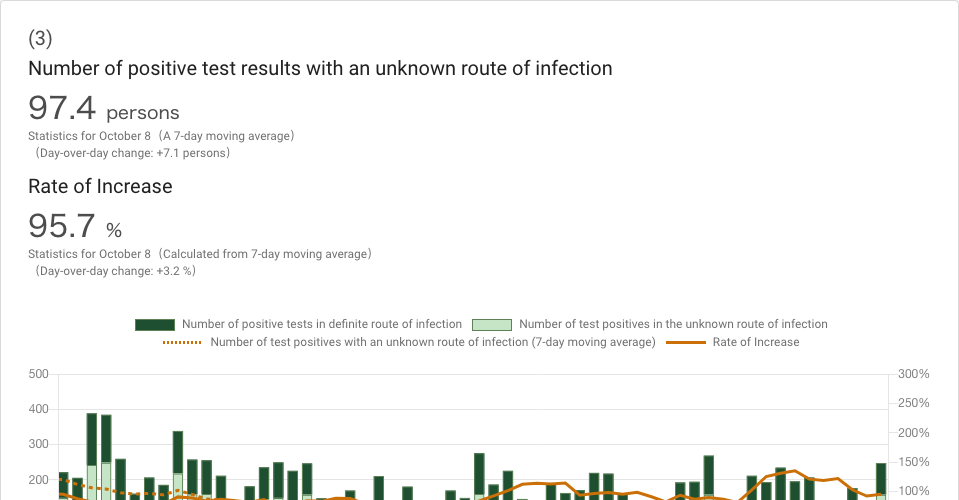 (3)
Number of positive test results with an unknown route of infection
97.4 persons
Statistics for October 8（A 7-day moving average）
（Day-over-day change: +7.1 persons）
Rate of Increase
95.7 %
Statistics for October 8（Calculated from 7-day moving average）
（Day-over-day change: +3.2 %）
Number of positive tests in definite route of infection Number of test positives in the unknown route of infection
Number of test positives with an unknown route of infection (7-day moving average) Rate of Increase
500 300%
250%
400
200%
300
150%
200
100%